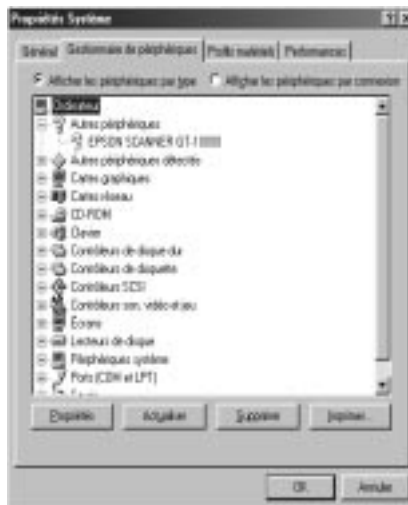 Propriétés Système
Général Gestionnaire de périphériques Profils matériels Performances
Afficher les périphériques par type Afficher les périphériques par connexion
Ordinateur
Autres périphériques
EPSON SCANNER GT-
Autres périphériques détectés
Cartes graphiques
Cartes réseau
CD-ROM
Clavier
Contrôleurs de disque dur
Contrôleurs de disquette
Contrôleurs SCSI
Contrôleurs son, vidéo et jeu
Écrans
Lecteurs de disque
Périphériques système
Ports (COM et LPT)
Propriétés Actualiser Supprimer Imprimer...
OK Annuler